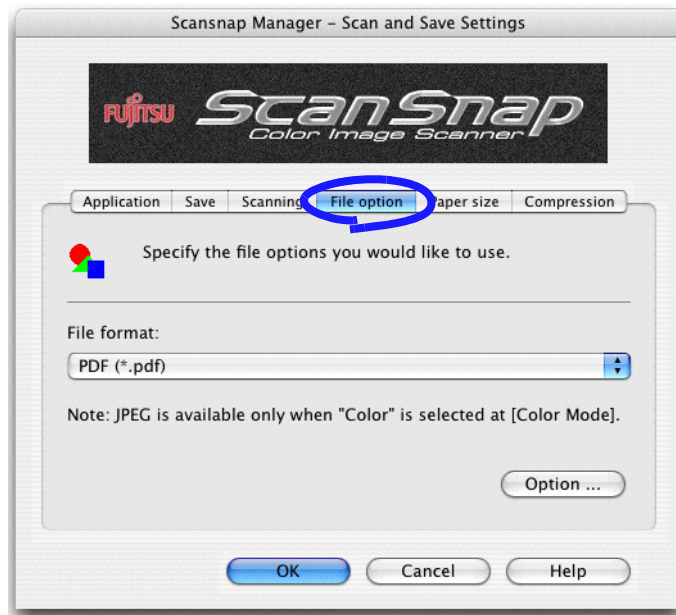 Scansnap Manager – Scan and Save Settings
FUJITSU ScanSnap
Color Image Scanner
Application Save Scanning File option Paper size Compression
Specify the file options you would like to use.
File format:
PDF (*.pdf)
Note: JPEG is available only when "Color" is selected at [Color Mode].
Option ...
OK Cancel Help